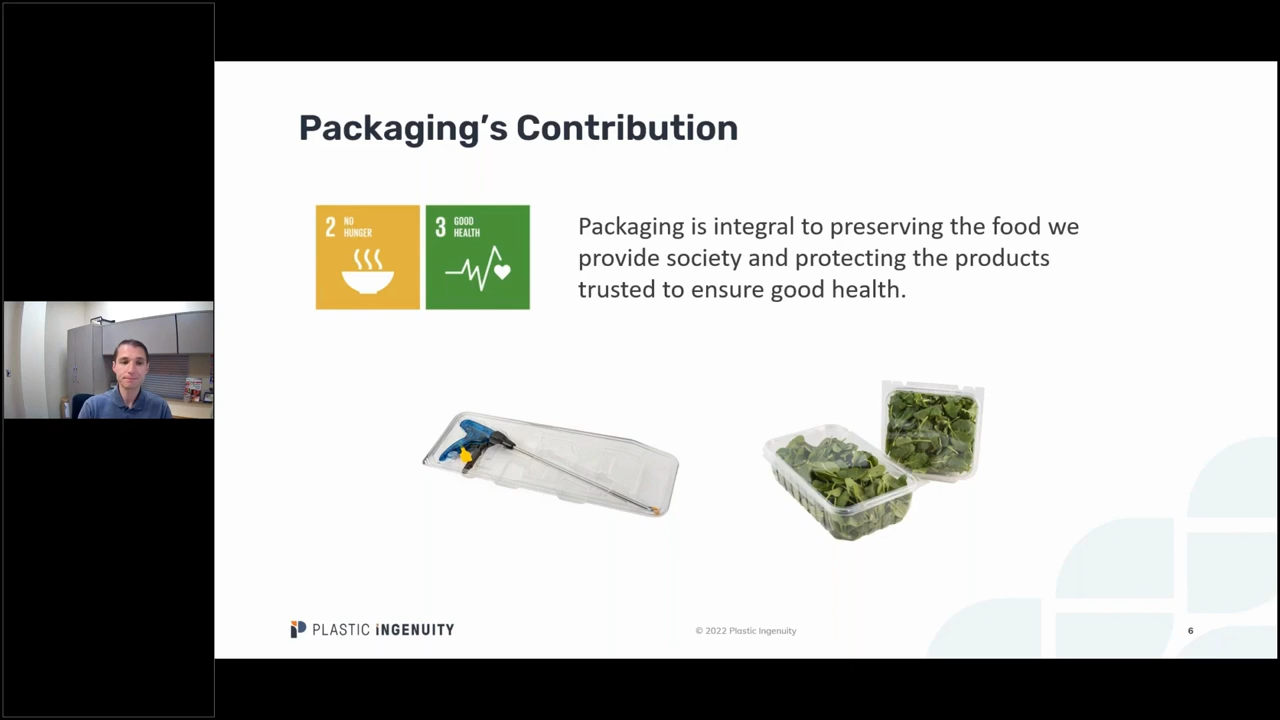 Packaging's Contribution
2 NO
HUNGER
3 GOOD
HEALTH
Packaging is integral to preserving the food we
provide society and protecting the products
trusted to ensure good health.
PLASTIC iNGENUITY
© 2022 Plastic Ingenuity
6